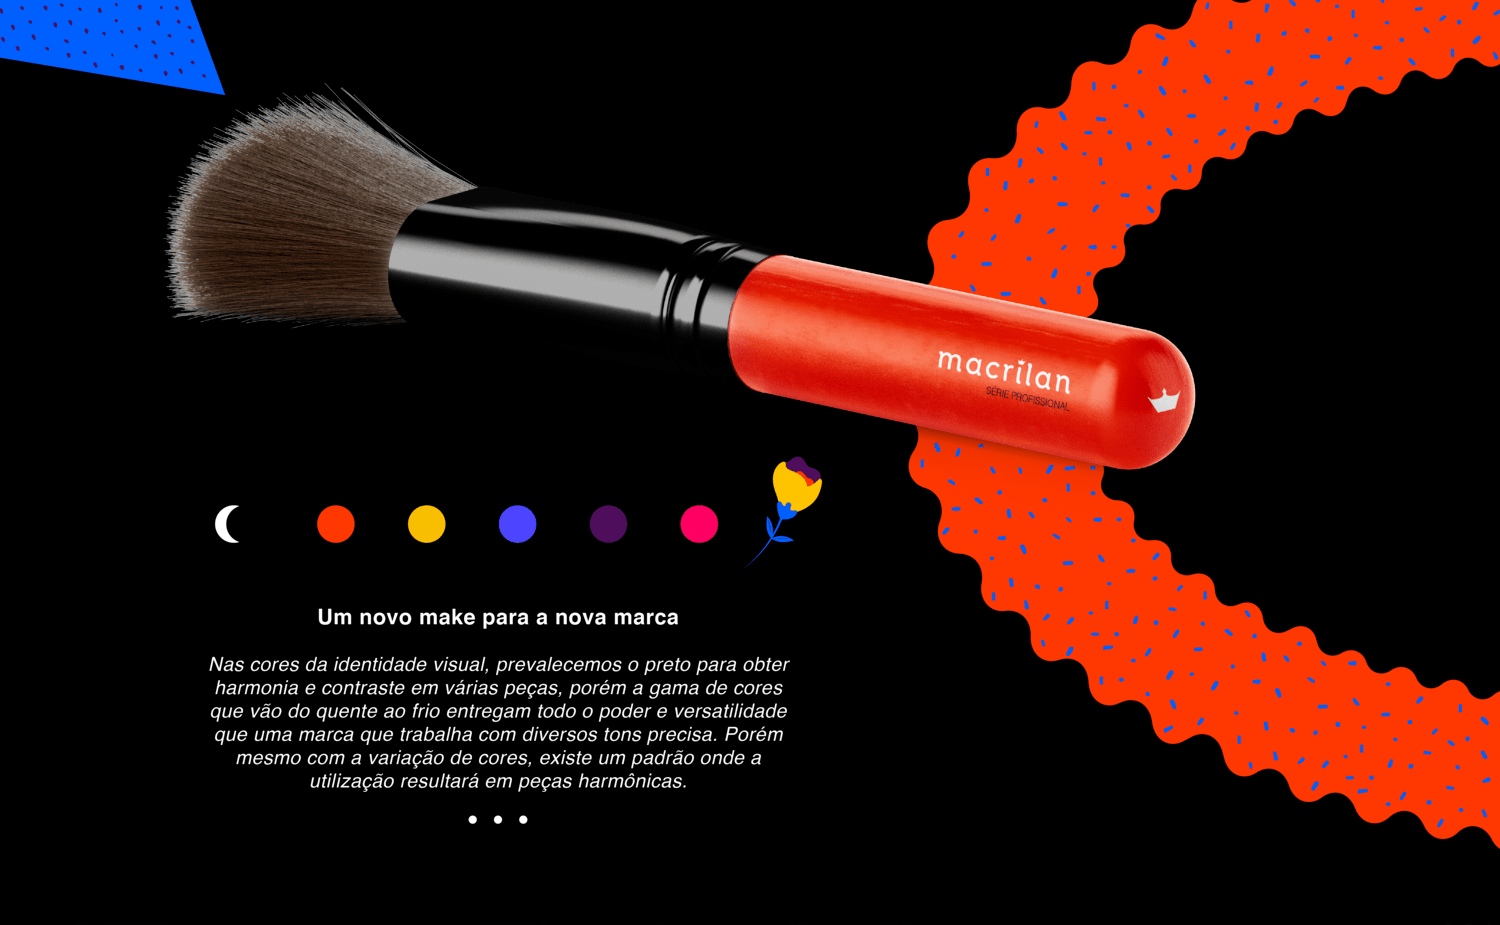 macrilan
SÉRIE PROFISSIONAL
Um novo make para a nova marca
Nas cores da identidade visual, prevalecemos o preto para obter
harmonia e contraste em várias peças, porém a gama de cores
que vão do quente ao frio entregam todo o poder e versatilidade
que uma marca que trabalha com diversos tons precisa. Porém
mesmo com a variação de cores, existe um padrão onde a
utilização resultará em peças harmônicas.